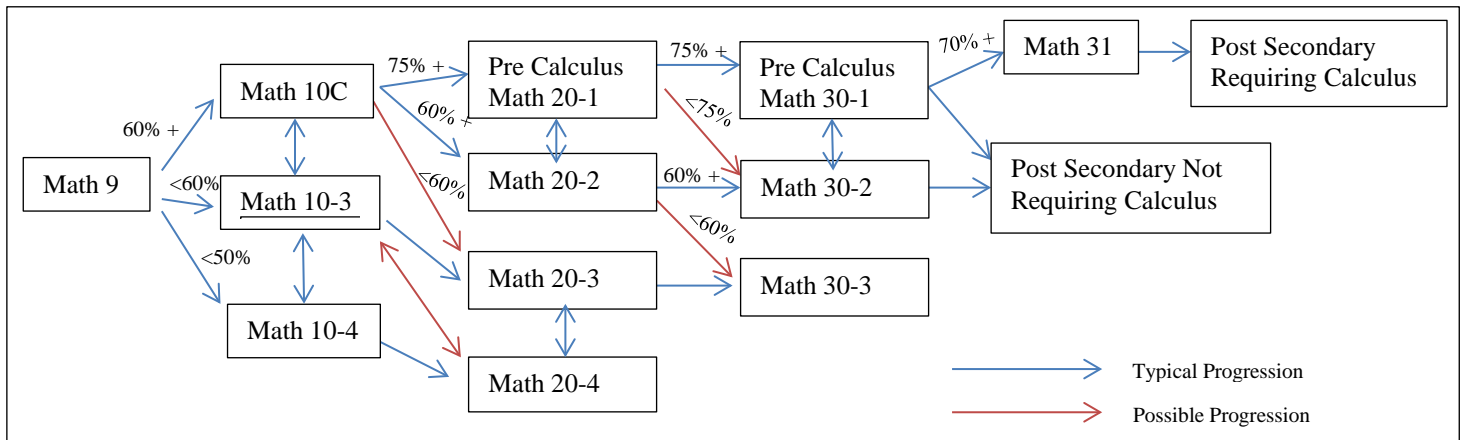 Math 9
60% +
<60%
<50%
Math 10C
Math 10-3
Math 10-4
75% +
60% +
<60%
Pre Calculus
Math 20-1
Math 20-2
Math 20-3
Math 20-4
75% +
<75%
60% +
<60%
Pre Calculus
Math 30-1
Math 30-2
Math 30-3
70% +
Math 31
Post Secondary
Requiring Calculus
Post Secondary Not
Requiring Calculus
Typical Progression
Possible Progression